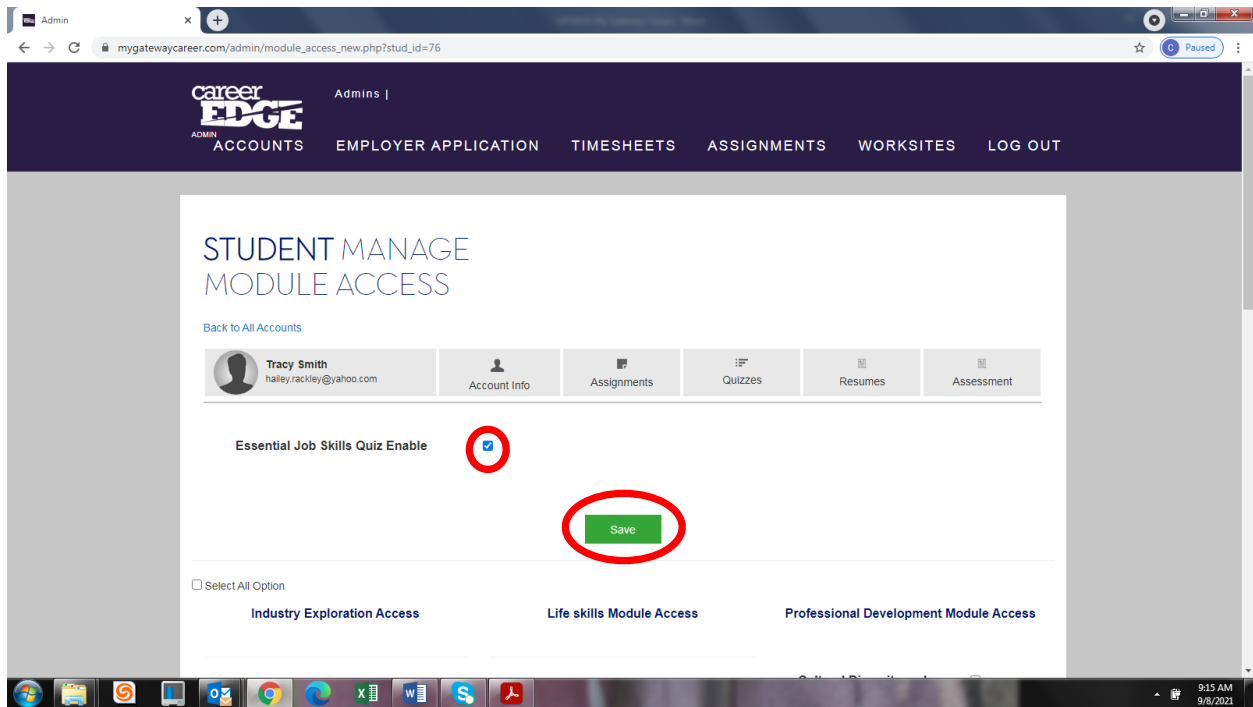 Admin
mygatewaycareer.com/admin/module_access_new.php?stud_id=76
C Paused
career
EDGE
ADMIN
Admins |
ACCOUNTS EMPLOYER APPLICATION TIMESHEETS ASSIGNMENTS WORKSITES LOG OUT
STUDENT MANAGE
MODULE ACCESS
Back to All Accounts
Tracy Smith
hailey.rackley@yahoo.com
Account Info
Assignments
Quizzes
Resumes
Assessment
Essential Job Skills Quiz Enable
Save
Select All Option
Industry Exploration Access Life skills Module Access Professional Development Module Access
9:15 AM
9/8/2021